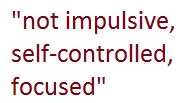 "not impulsive,
self-controlled,
focused"